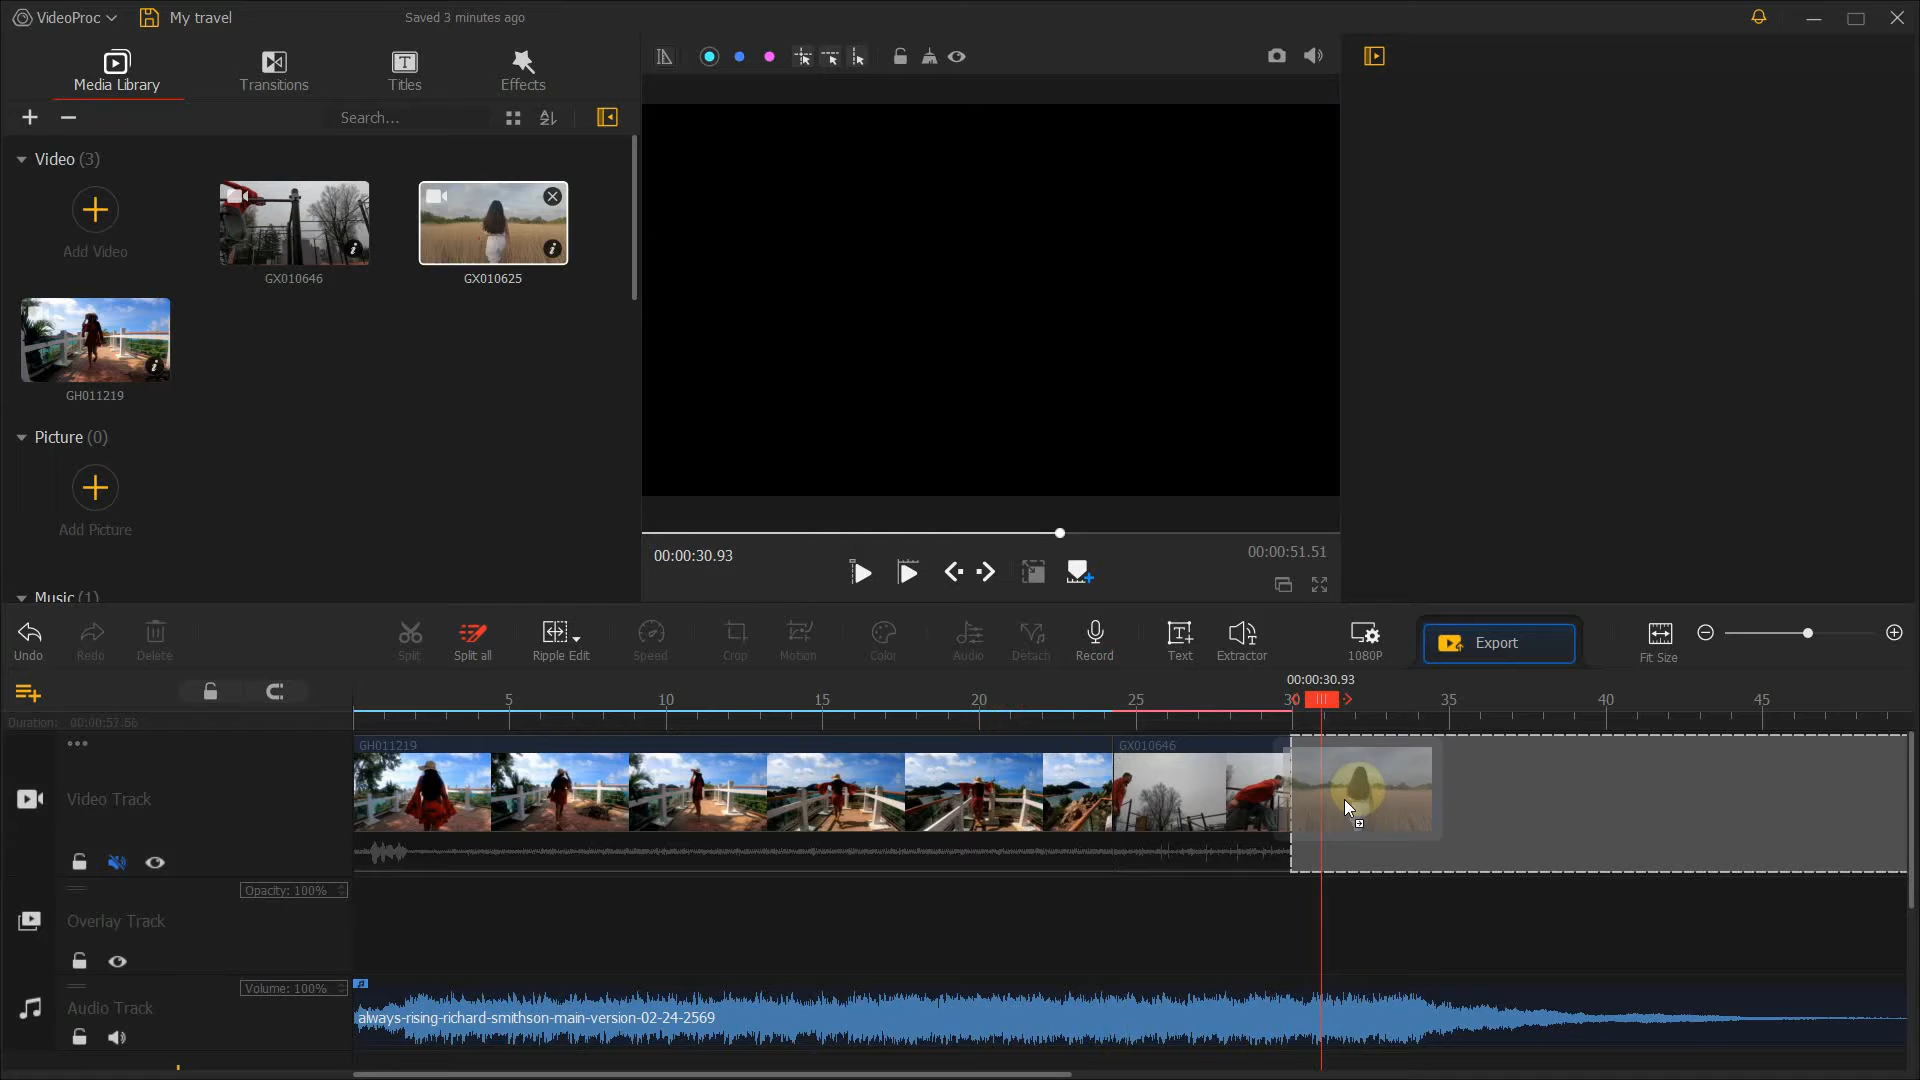 VideoProc
My travel
Saved 3 minutes ago
Media Library
Transitions
Titles
Effects
Search...
Video (3)
Add Video
GX010646
GX010625
GH011219
Picture (0)
Add Picture
Music (1)
00:00:30.93
00:00:51.51
Undo
Redo
Delete
Split
Split all
Ripple Edit
Speed
Crop
Motion
Color
Audio
Detach
Record
Text
Extractor
1080P
Export
Fit Size
00:00:30.93
5 10 15 20 25 30 35 40 45
Duration: 00:00:57.56
GH011219
GX010646
Video Track
Opacity: 100%
Overlay Track
Volume: 100%
Audio Track
always-rising-richard-smithson-main-version-02-24-2569